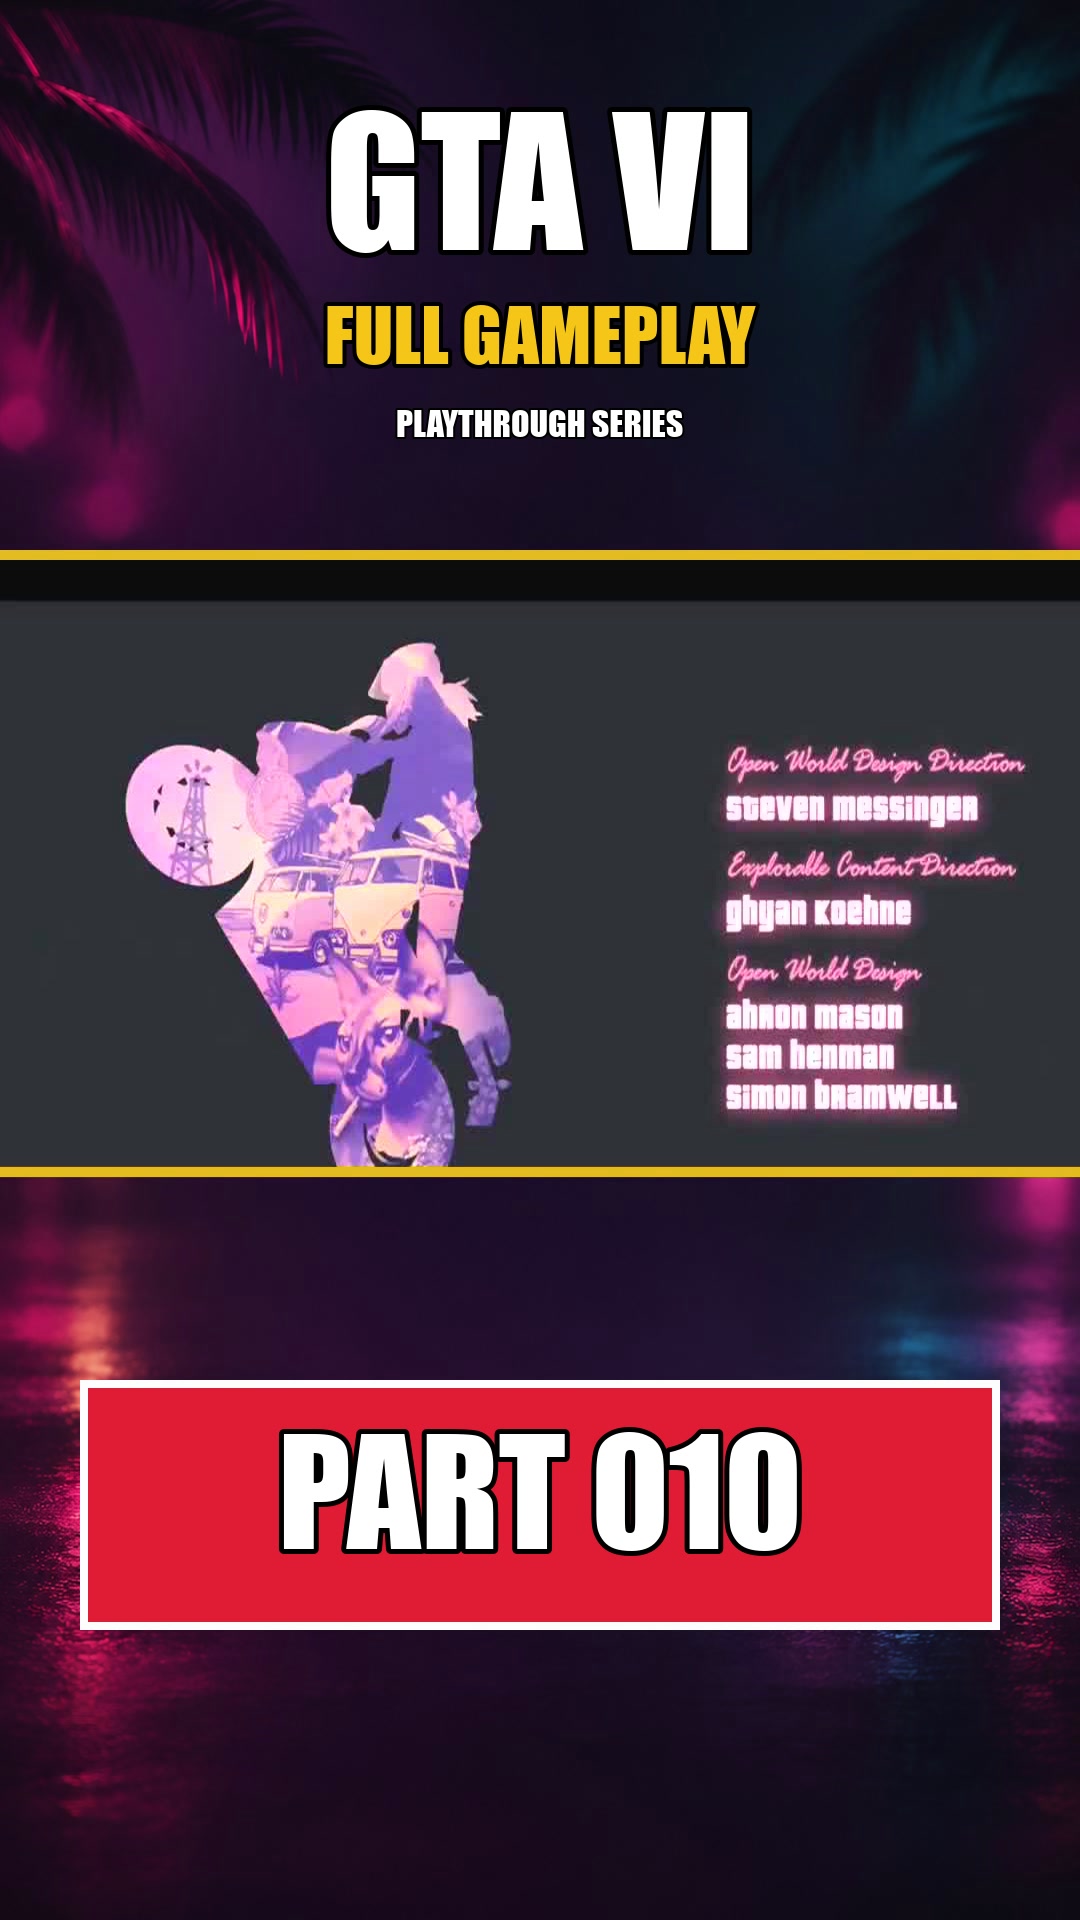 GTA VI
FULL GAMEPLAY
PLAYTHROUGH SERIES
Open World Design Direction
steven messinger
Explorable Content Direction
ghyan koehne
Open World Design
ahron mason
sam henman
simon bramwell
PART 010